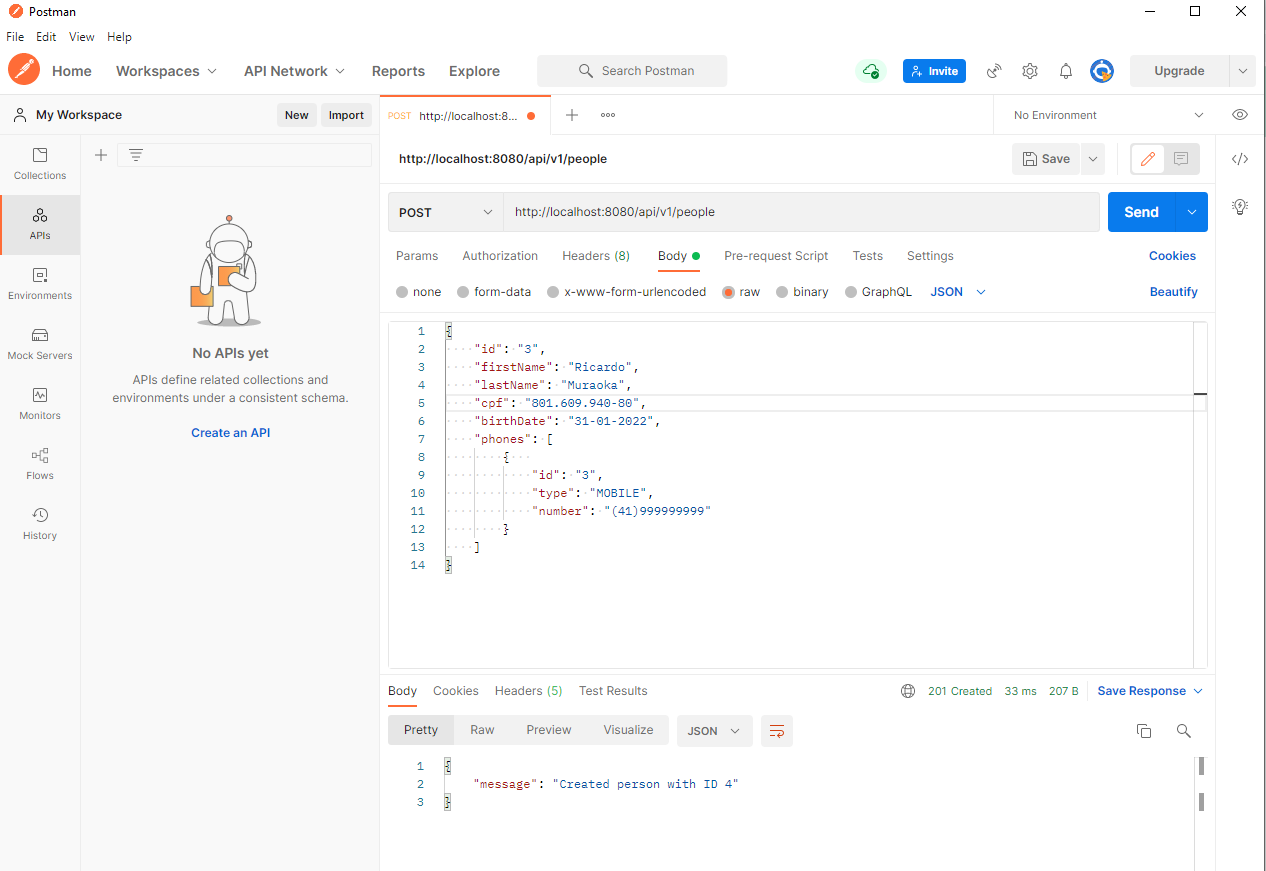 Postman
File Edit View Help
Home Workspaces API Network Reports Explore Search Postman Invite Upgrade
My Workspace New Import POST http://localhost:8... No Environment
Collections
APIs
Environments
Mock Servers
Monitors
Flows
History
No APIs yet
APIs define related collections and
environments under a consistent schema.
Create an API
http://localhost:8080/api/v1/people Save
POST http://localhost:8080/api/v1/people Send
Params Authorization Headers (8) Body Pre-request Script Tests Settings Cookies
none form-data x-www-form-urlencoded raw binary GraphQL JSON Beautify
1 {
2 "id": "3",
3 "firstName": "Ricardo",
4 "lastName": "Muraoka",
5 "cpf": "801.609.940-80",
6 "birthDate": "31-01-2022",
7 "phones": [
8 {
9 "id": "3",
10 "type": "MOBILE",
11 "number": "(41)999999999"
12 }
13 ]
14 }
Body Cookies Headers (5) Test Results 201 Created 33 ms 207 B Save Response
Pretty Raw Preview Visualize JSON
1 {
2 "message": "Created person with ID 4"
3 }